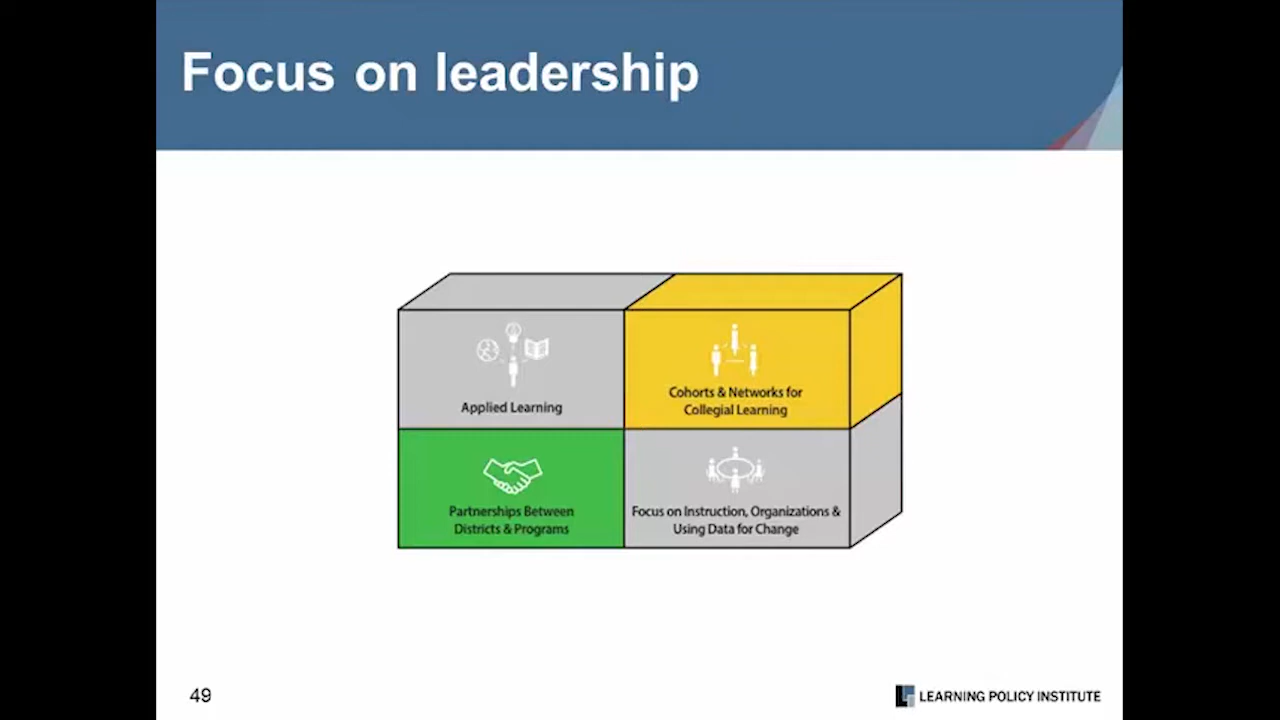 Focus on leadership
Applied Learning
Cohorts & Networks for
Collegial Learning
Partnerships Between
Districts & Programs
Focus on Instruction, Organizations &
Using Data for Change
49
LEARNING POLICY INSTITUTE